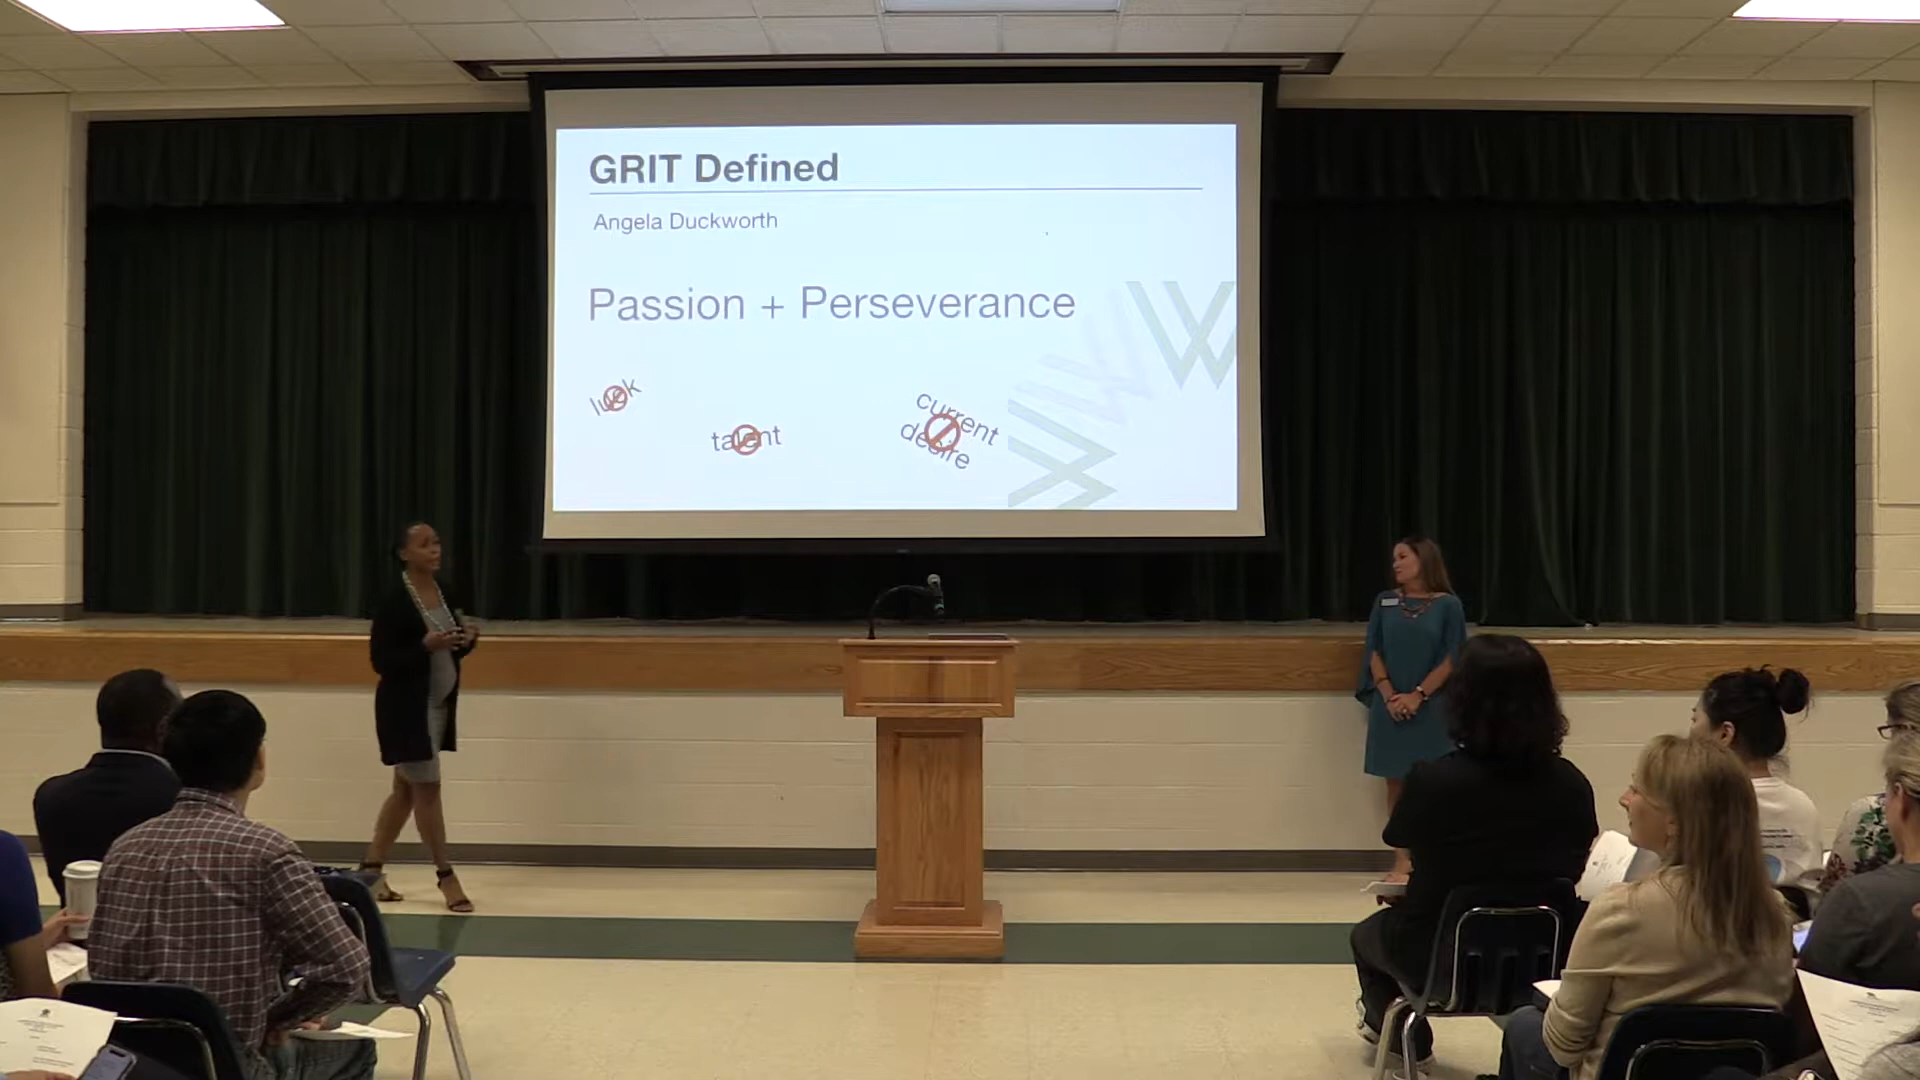 GRIT Defined
Angela Duckworth
Passion + Perseverance
luck
talent
current
desire